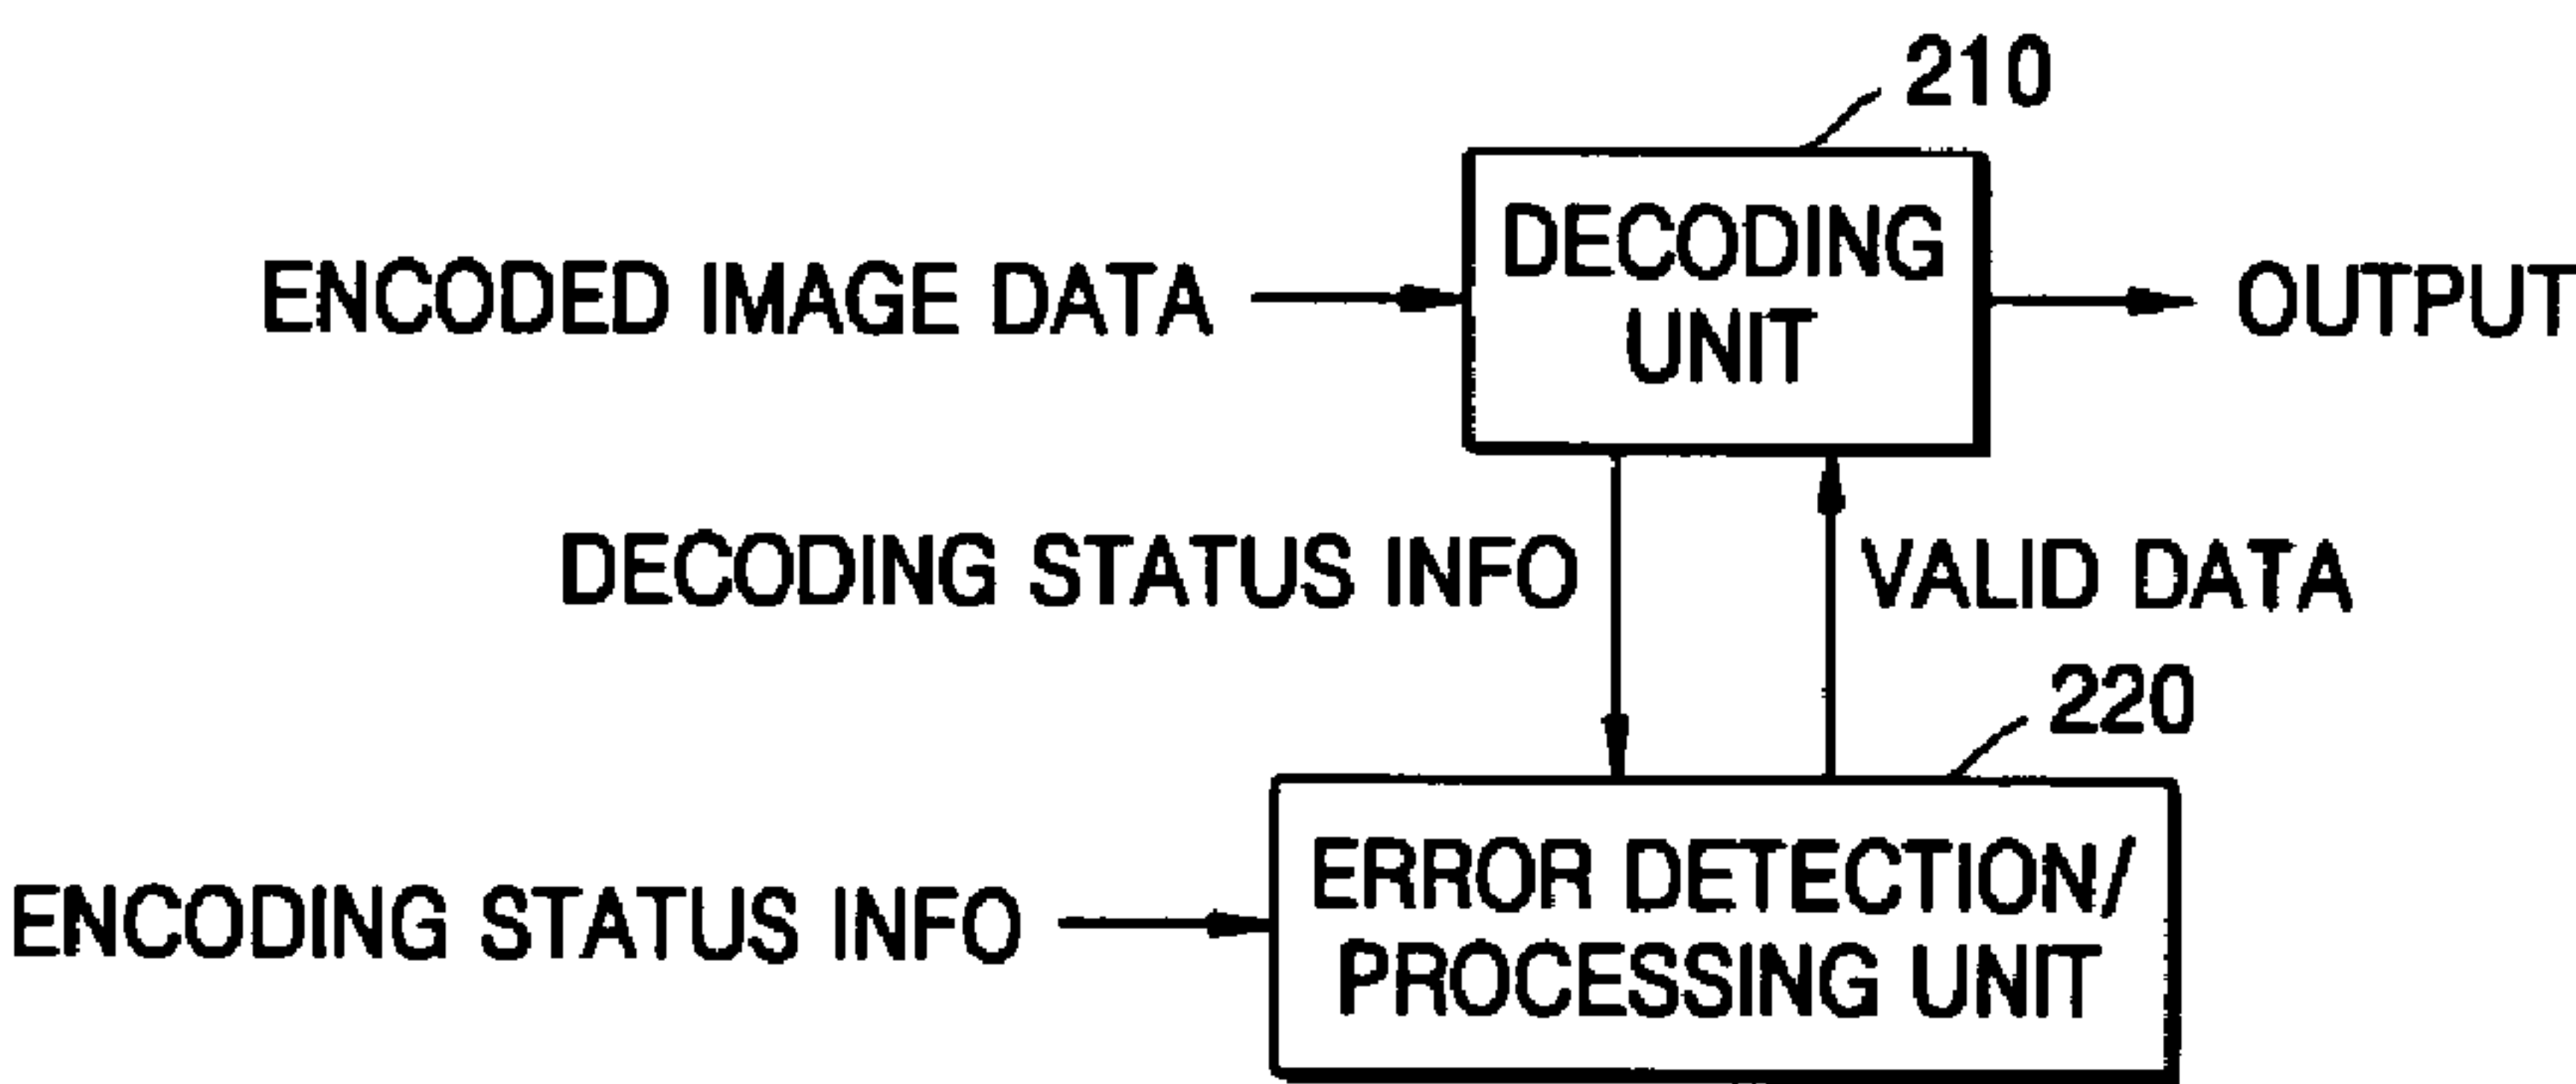 210
ENCODED IMAGE DATA
DECODING
UNIT
OUTPUT
DECODING STATUS INFO
VALID DATA
220
ENCODING STATUS INFO
ERROR DETECTION/
PROCESSING UNIT